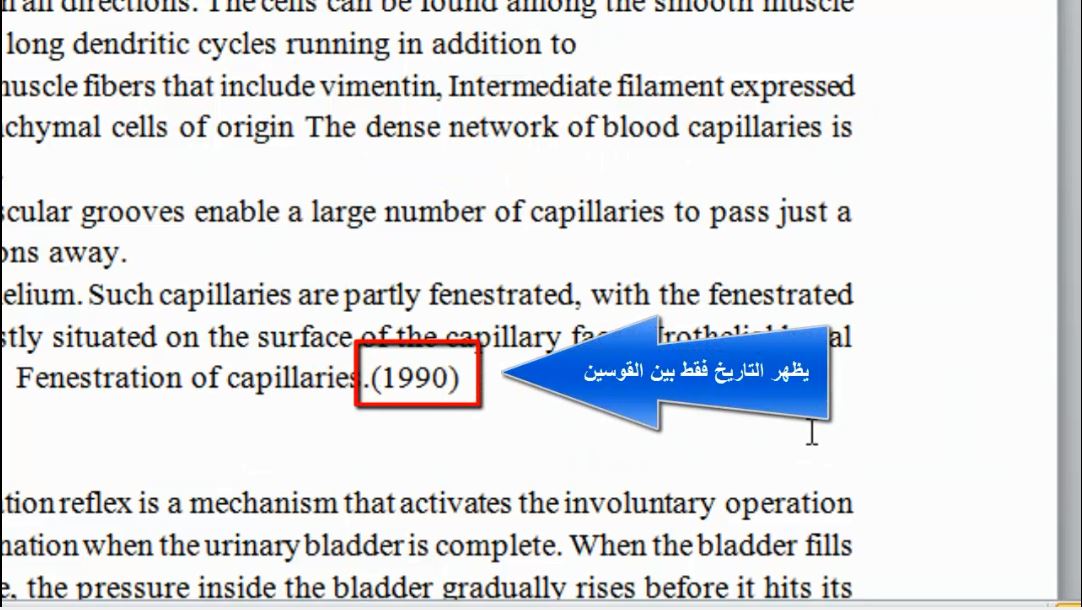 all directions. The cells can be found among the smooth muscle
long dendritic cycles running in addition to
muscle fibers that include vimentin, Intermediate filament expressed
chymal cells of origin The dense network of blood capillaries is
scular grooves enable a large number of capillaries to pass just a
ons away.
elium. Such capillaries are partly fenestrated, with the fenestrated
stly situated on the surface of the capillary
Fenestration of capillaries.(1990)
يظهر التاريخ فقط بين القوسين
tion reflex is a mechanism that activates the involuntary operation
nation when the urinary bladder is complete. When the bladder fills
e, the pressure inside the bladder gradually rises before it hits its